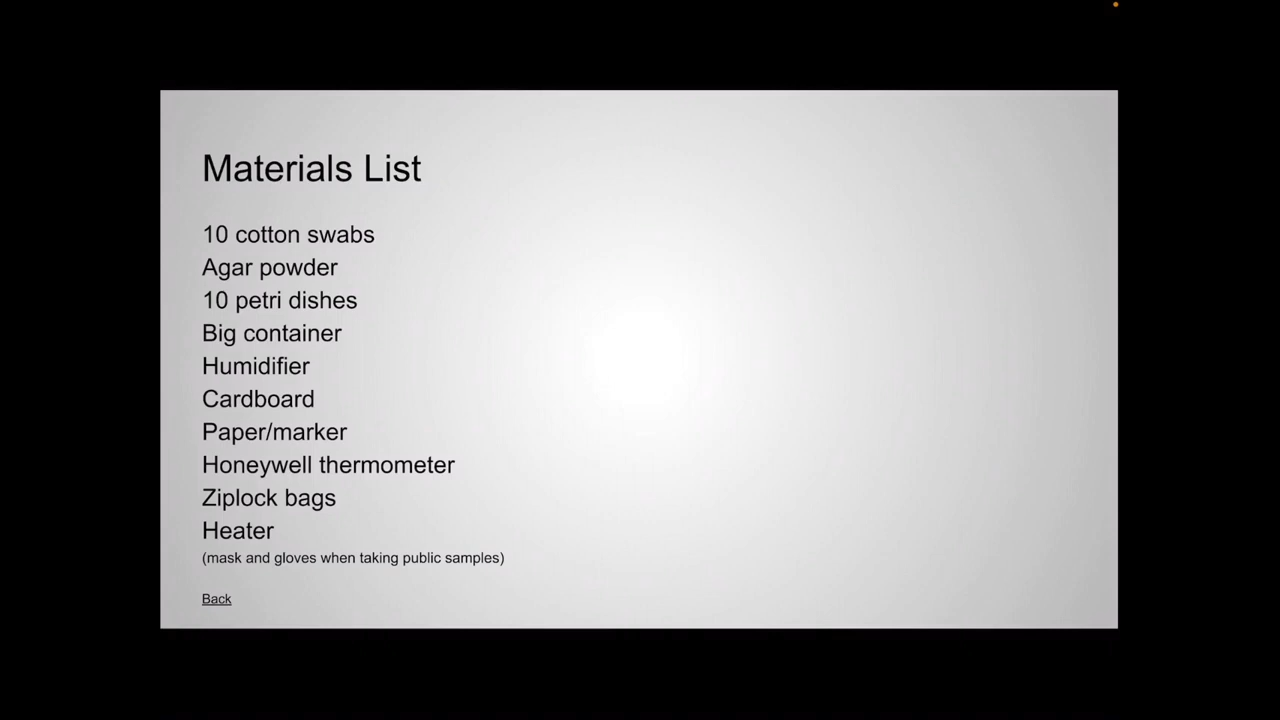 Materials List
10 cotton swabs
Agar powder
10 petri dishes
Big container
Humidifier
Cardboard
Paper/marker
Honeywell thermometer
Ziplock bags
Heater
(mask and gloves when taking public samples)
Back